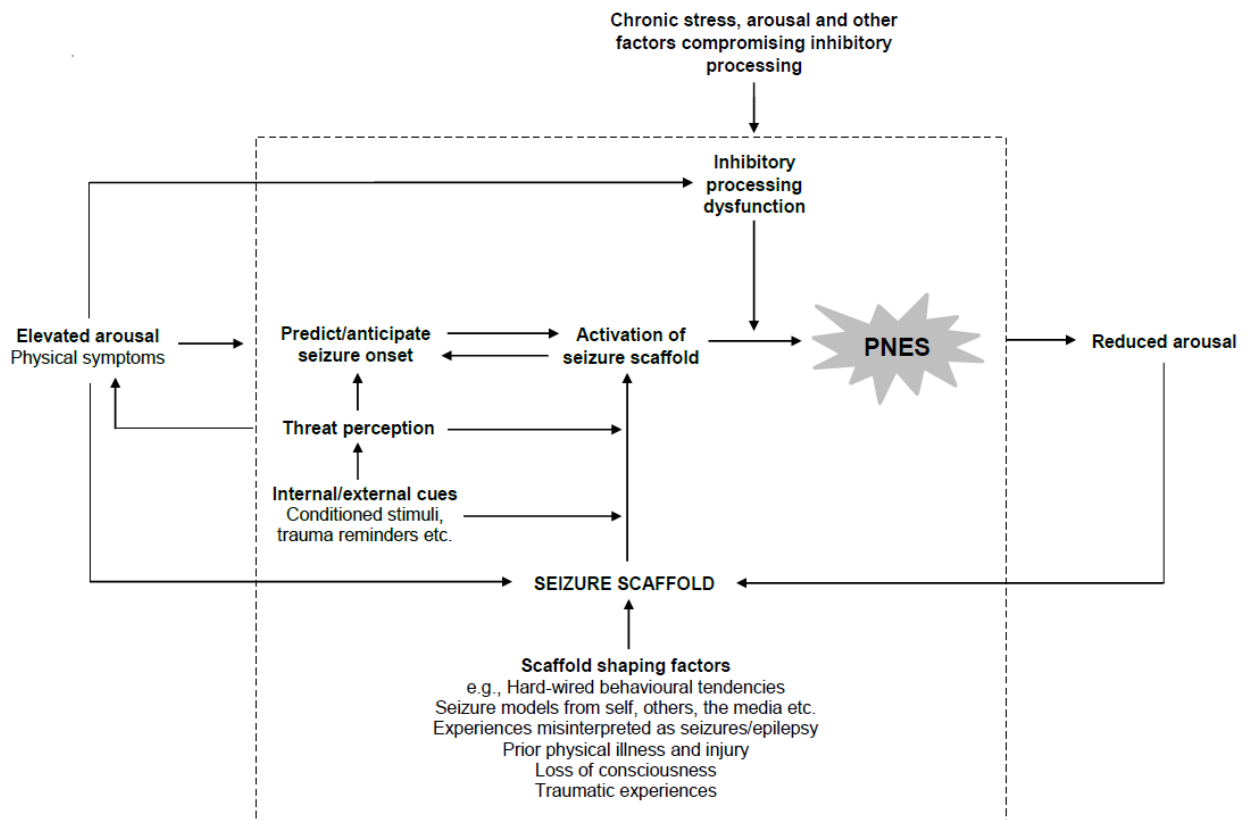 Chronic stress, arousal and other
factors compromising inhibitory
processing
Inhibitory
processing
dysfunction
Elevated arousal
Physical symptoms
Predict/anticipate
seizure onset
Activation of
seizure scaffold
PNES
Reduced arousal
Threat perception
Internal/external cues
Conditioned stimuli,
trauma reminders etc.
SEIZURE SCAFFOLD
Scaffold shaping factors
e.g., Hard-wired behavioural tendencies
Seizure models from self, others, the media etc.
Experiences misinterpreted as seizures/epilepsy
Prior physical illness and injury
Loss of consciousness
Traumatic experiences